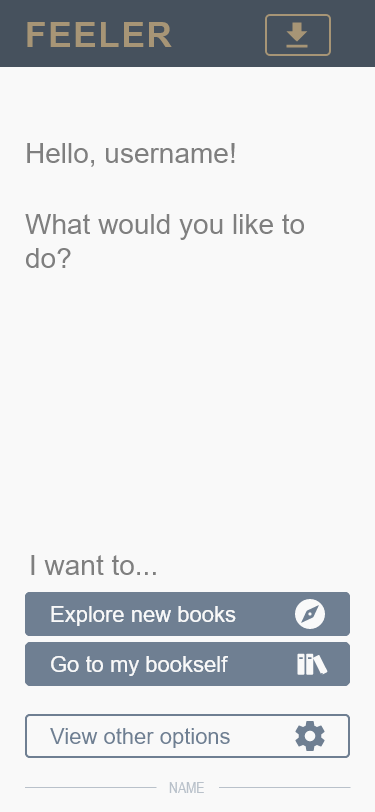 FEELER
Hello, username!
What would you like to
do?
I want to...
Explore new books
Go to my bookself
View other options
NAME